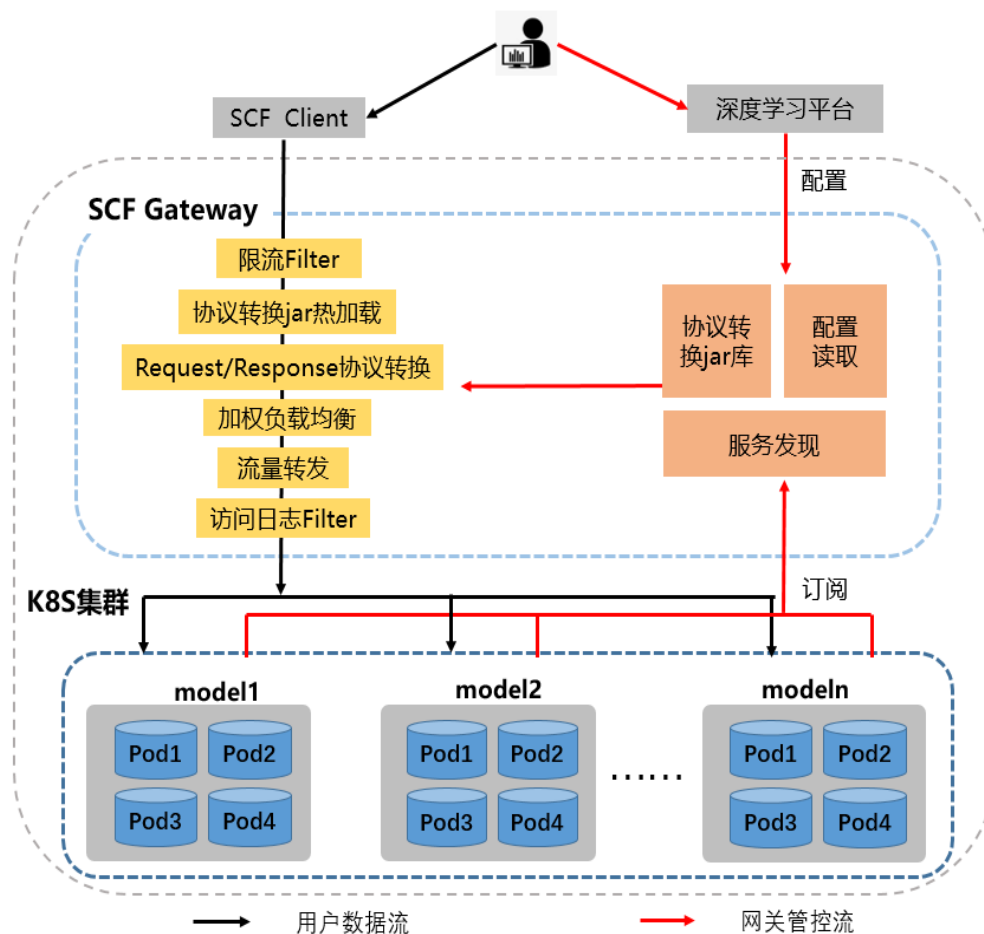 SCF Client
深度学习平台
配置
SCF Gateway
限流Filter
协议转换jar热加载
Request/Response协议转换
加权负载均衡
流量转发
访问日志Filter
协议转
换jar库
配置
读取
服务发现
订阅
K8S集群
model1
model2
modeln
Pod1 Pod2
Pod3 Pod4
Pod1 Pod2
Pod3 Pod4
……
Pod1 Pod2
Pod3 Pod4
用户数据流
网关管控流